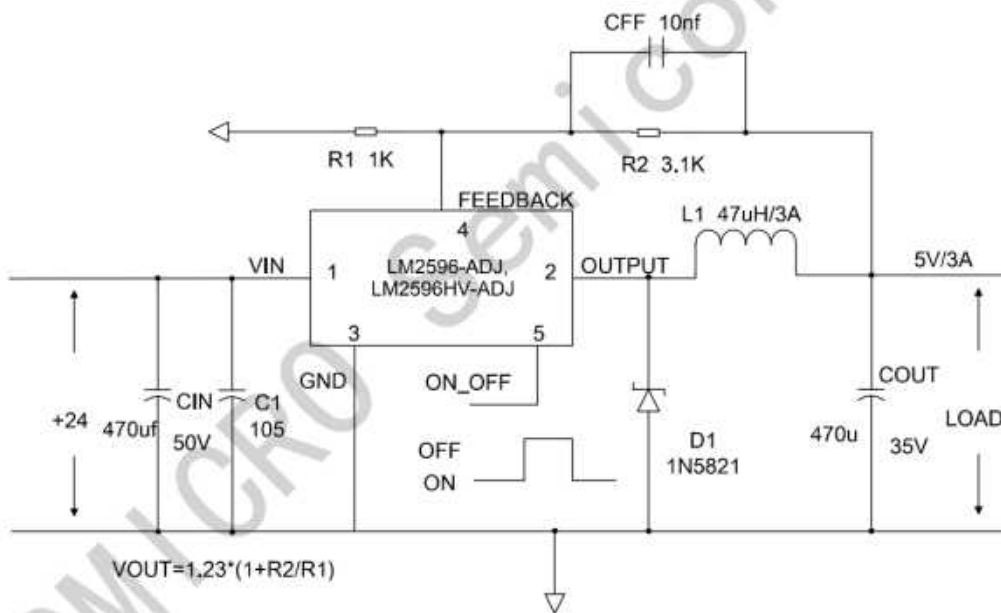 CFF 10nf
R1 1K
R2 3.1K
FEEDBACK
4
L1 47uH/3A
VIN
1
LM2596-ADJ,
LM2596HV-ADJ
2
OUTPUT
5V/3A
3
5
GND
ON_OFF
+24
470uf
CIN
50V
C1
105
OFF
ON
D1
1N5821
COUT
470u
35V
LOAD
VOUT=1.23*(1+R2/R1)
MICRO Semi